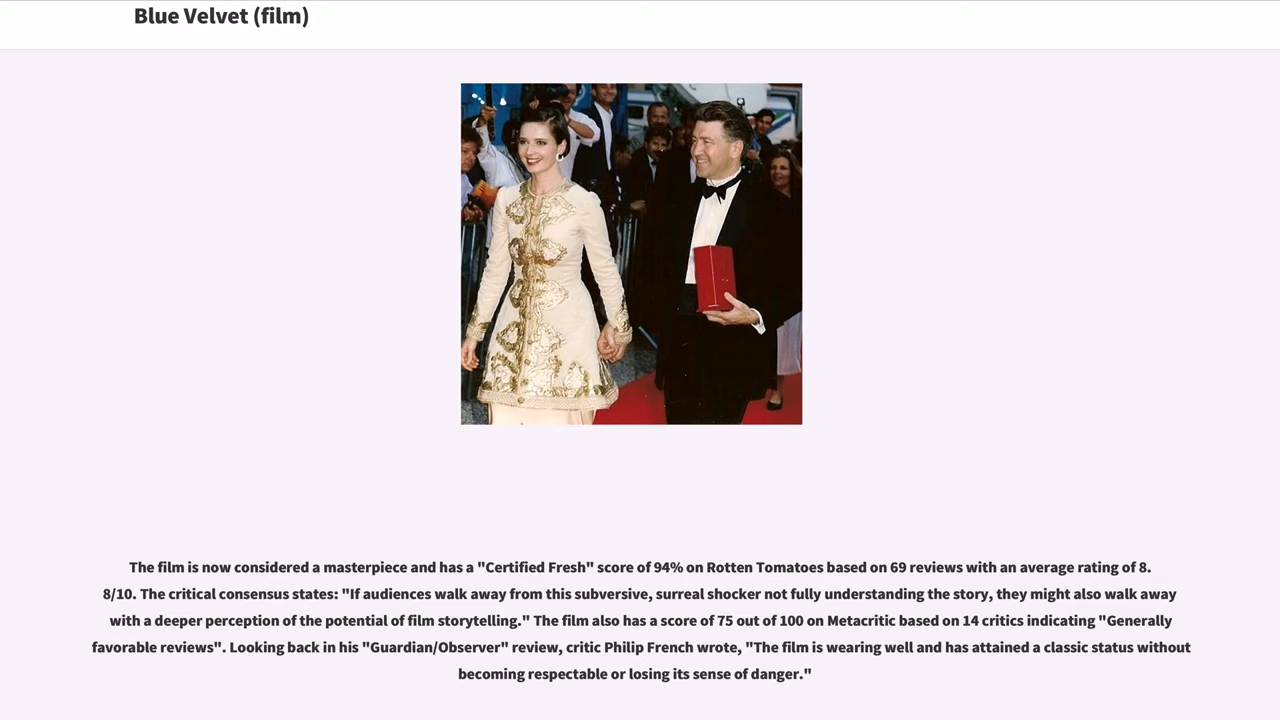 Blue Velvet (film)
The film is now considered a masterpiece and has a "Certified Fresh" score of 94% on Rotten Tomatoes based on 69 reviews with an average rating of 8.
8/10. The critical consensus states: "If audiences walk away from this subversive, surreal shocker not fully understanding the story, they might also walk away
with a deeper perception of the potential of film storytelling." The film also has a score of 75 out of 100 on Metacritic based on 14 critics indicating "Generally
favorable reviews". Looking back in his "Guardian/Observer" review, critic Philip French wrote, "The film is wearing well and has attained a classic status without
becoming respectable or losing its sense of danger."